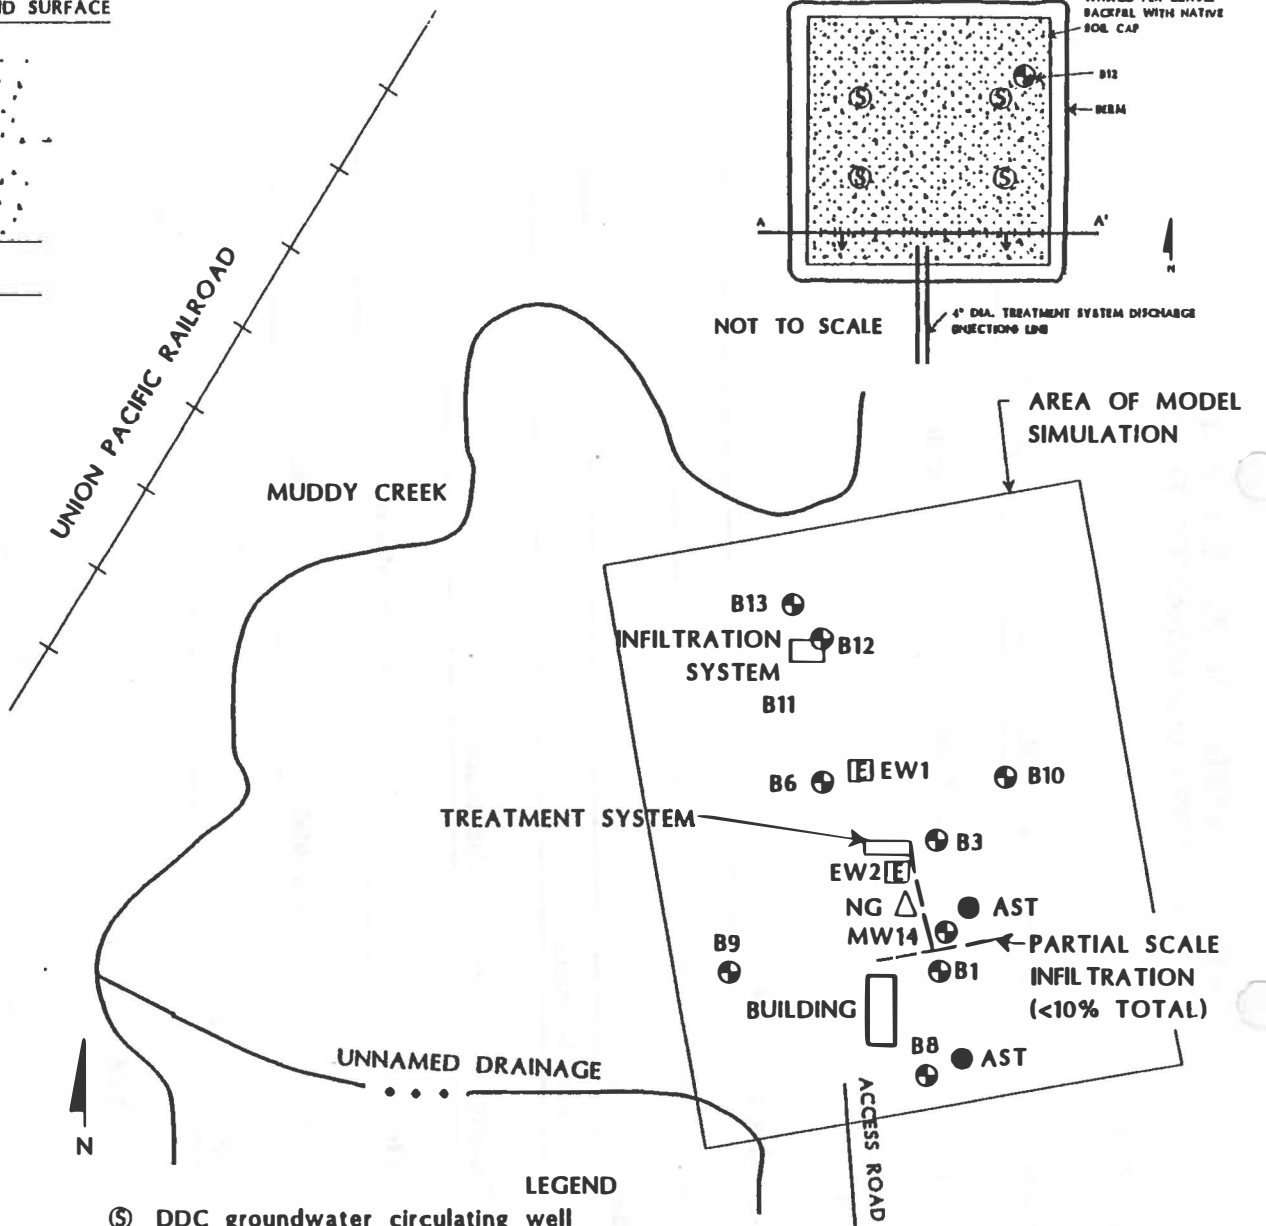 ND SURFACE
BACKFILL WITH NATIVE
SOIL CAP
B12
BERM
S
S
S
S
A
A'
N
4" DIA. TREATMENT SYSTEM DISCHARGE
LINE
NOT TO SCALE
UNION PACIFIC RAILROAD
MUDDY CREEK
AREA OF MODEL
SIMULATION
B13
INFILTRATION
SYSTEM
B12
B11
B6
E EW1
B10
TREATMENT SYSTEM
B3
EW2 E
NG
AST
MW14
PARTIAL SCALE
INFILTRATION
(<10% TOTAL)
B9
B1
BUILDING
B8
AST
UNNAMED DRAINAGE
ACCESS ROAD
N
LEGEND
S DDC groundwater circulating well